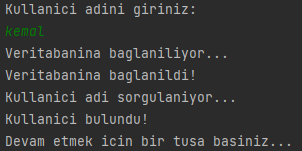 Kullanici adini giriniz:
kemal
Veritabanina baglaniliyor...
Veritabanina baglanildi!
Kullanici adi sorgulaniyor...
Kullanici bulundu!
Devam etmek icin bir tusa basiniz...